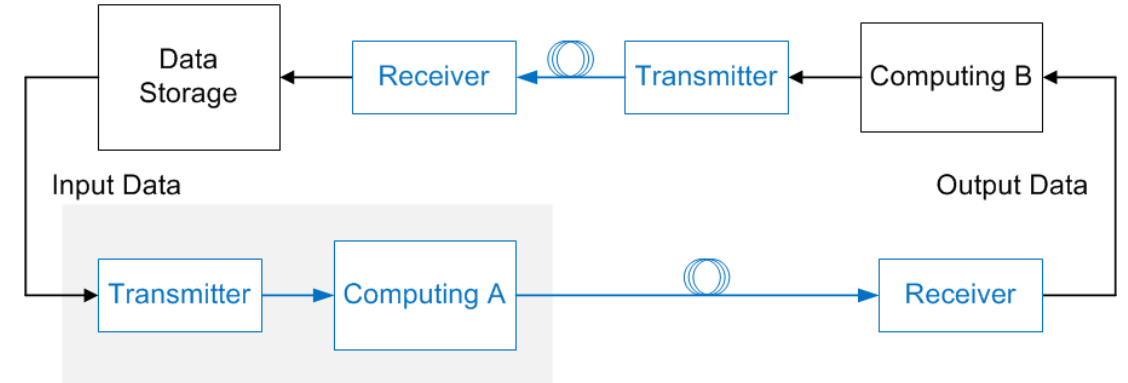 Data
Storage
Receiver
Transmitter
Computing B
Input Data
Output Data
Transmitter
Computing A
Receiver